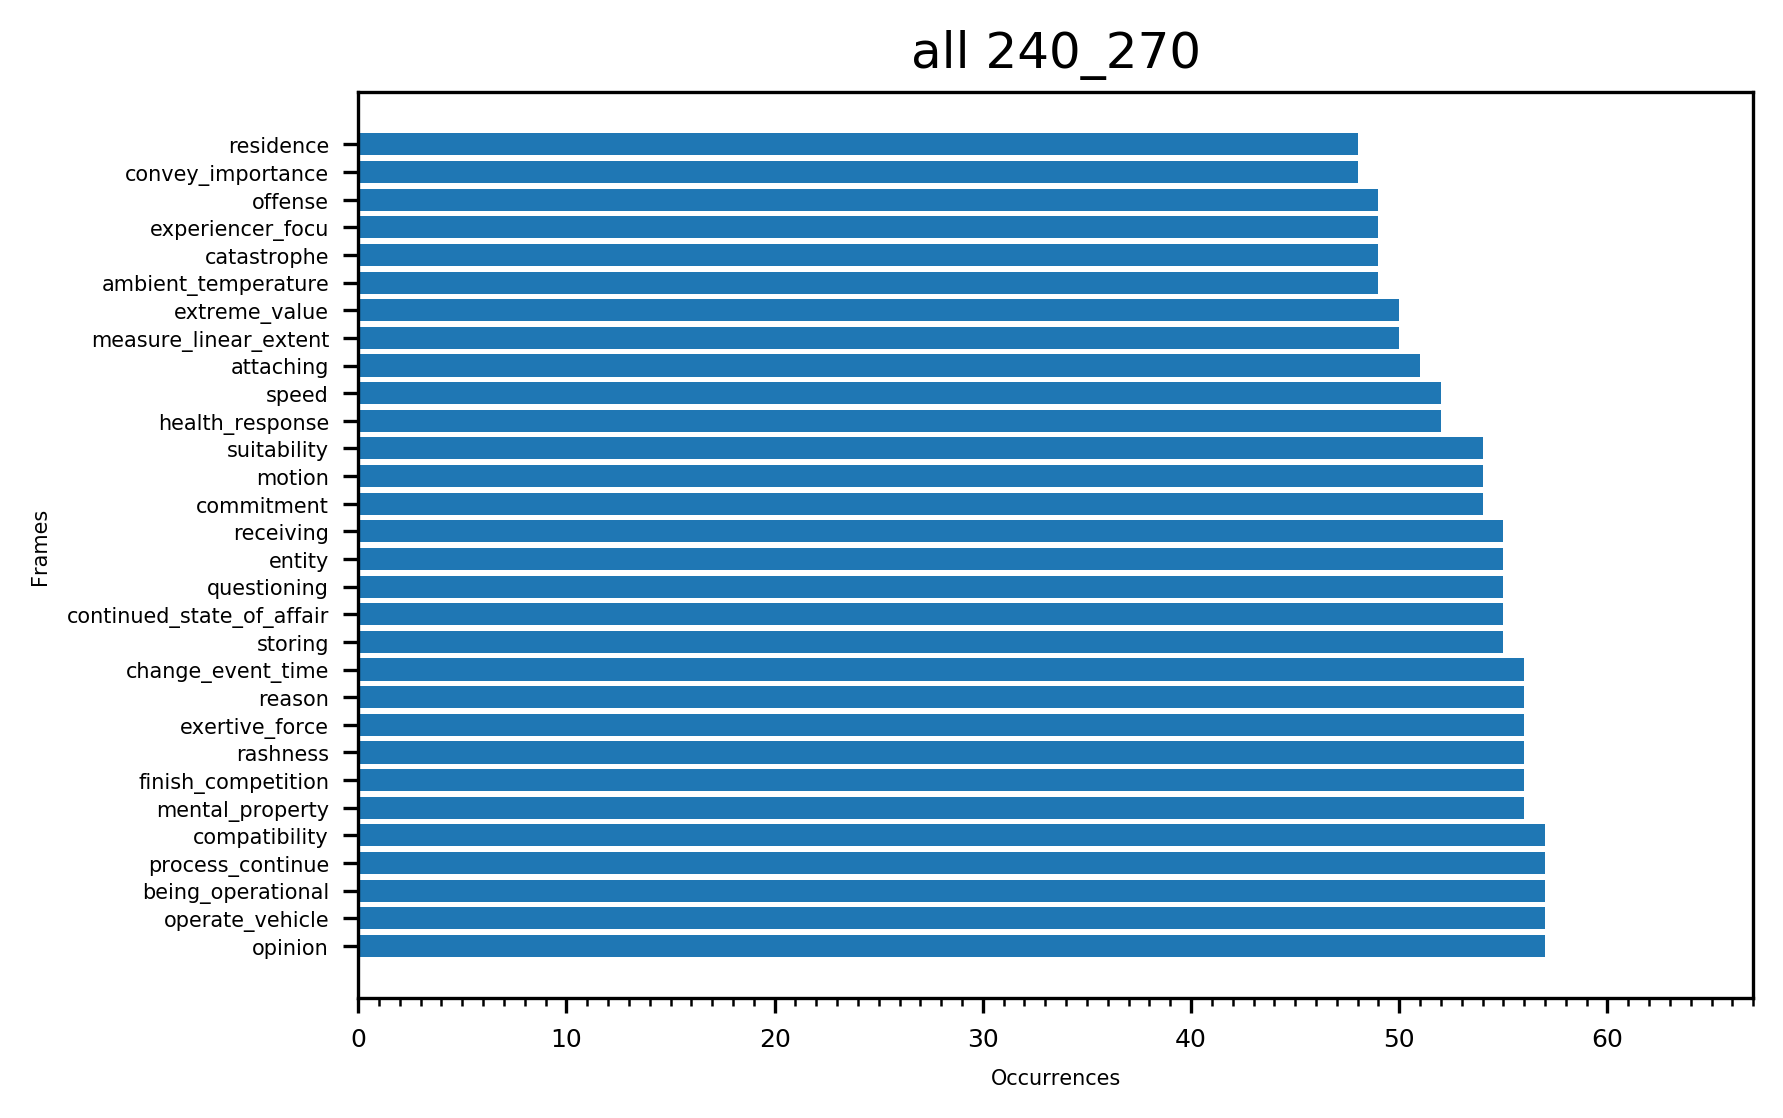 all 240_270
residence
convey_importance
offense
experiencer_focu
catastrophe
ambient_temperature
extreme_value
measure_linear_extent
attaching
speed
health_response
suitability
motion
commitment
receiving
entity
questioning
continued_state_of_affair
storing
change_event_time
reason
exertive_force
rashness
finish_competition
mental_property
compatibility
process_continue
being_operational
operate_vehicle
opinion
Frames
0 10 20 30 40 50 60
Occurrences